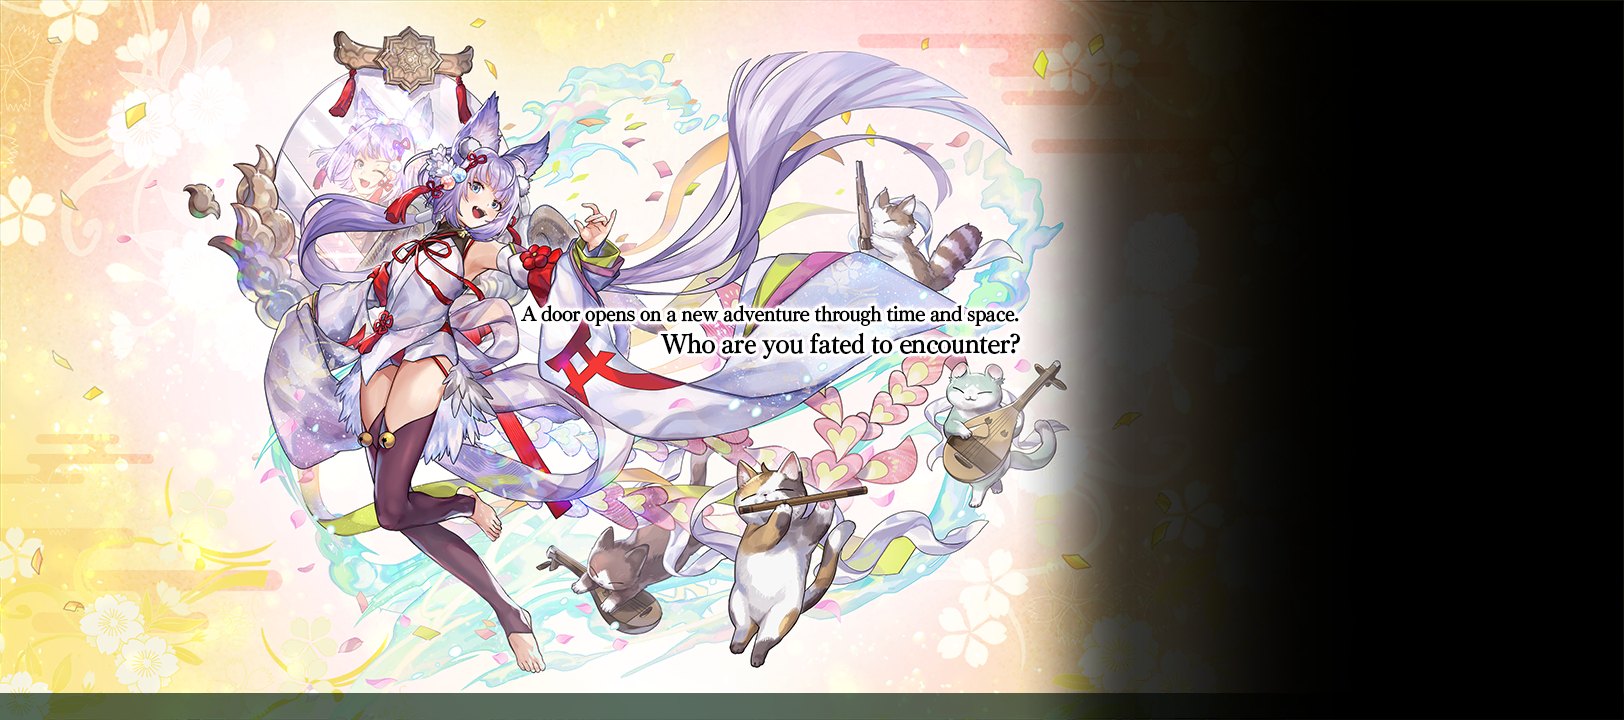 A door opens on a new adventure through time and space.
Who are you fated to encounter?